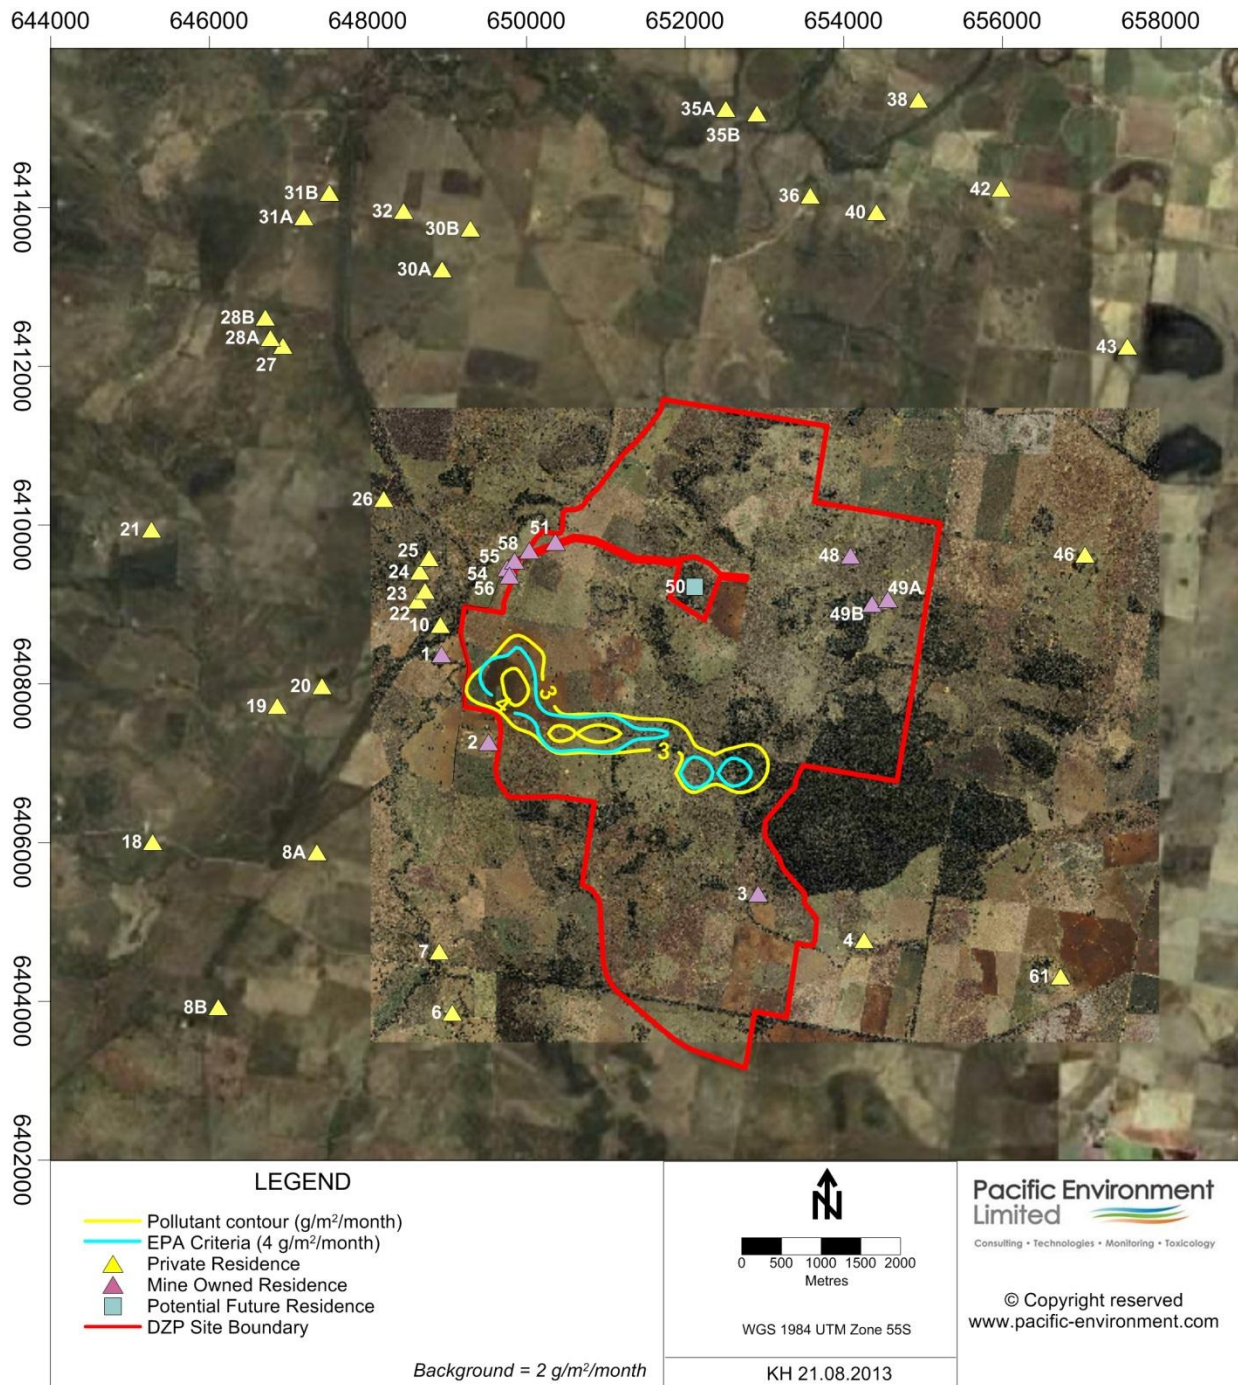 644000 646000 648000 650000 652000 654000 656000 658000
35A
35B
38
31B
31A
32
30B
30A
36
40
42
28B
28A
27
43
26
21
51
58
55
54
56
25
24
23
22
10
1
48
46
50
49A
49B
20
19
3
4
2
3
18
8A
3
7
4
61
8B
6
6414000
6412000
6410000
6408000
6406000
6404000
6402000
LEGEND
Pollutant contour (g/m²/month)
EPA Criteria (4 g/m²/month)
Private Residence
Mine Owned Residence
Potential Future Residence
DZP Site Boundary
Background = 2 g/m²/month
N
0 500 1000 1500 2000
Metres
WGS 1984 UTM Zone 55S
KH 21.08.2013
Pacific Environment
Limited
Consulting • Technologies • Monitoring • Toxicology
© Copyright reserved
www.pacific-environment.com